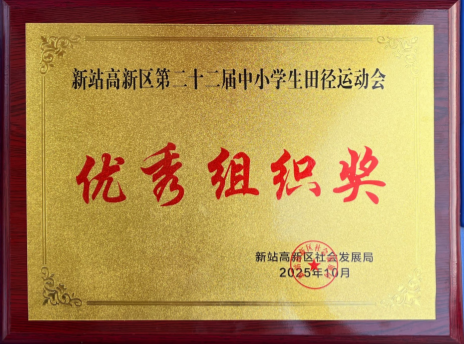 新站高新区第二十二届中小学生田径运动会
优秀组织奖
新站高新区社会发展局
2025年10月